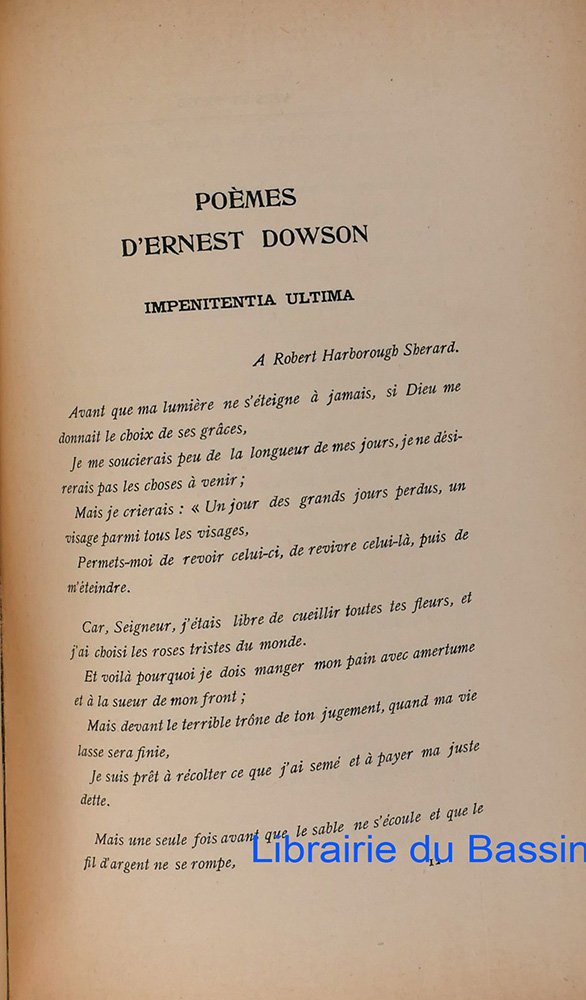 POÈMES
D'ERNEST DOWSON
IMPENITENTIA ULTIMA
A Robert Harborough Sherard.
Avant que ma lumière ne s'éteigne à jamais, si Dieu me
donnait le choix de ses grâces,
Je me soucierais peu de la longueur de mes jours, je ne dési-
rerais pas les choses à venir ;
Mais je crierais : « Un jour des grands jours perdus, un
visage parmi tous les visages,
Permets-moi de revoir celui-ci, de revivre celui-là, puis de
m'éteindre.
Car, Seigneur, j'étais libre de cueillir toutes tes fleurs, et
j'ai choisi les roses tristes du monde.
Et voilà pourquoi je dois manger mon pain avec amertume
et à la sueur de mon front ;
Mais devant le terrible trône de ton jugement, quand ma vie
lasse sera finie,
Je suis prêt à récolter ce que j'ai semé et à payer ma juste
dette.
Mais une seule fois avant que le sable ne s'écoule et que le
fil d'argent ne se rompe,
Librairie du Bassin